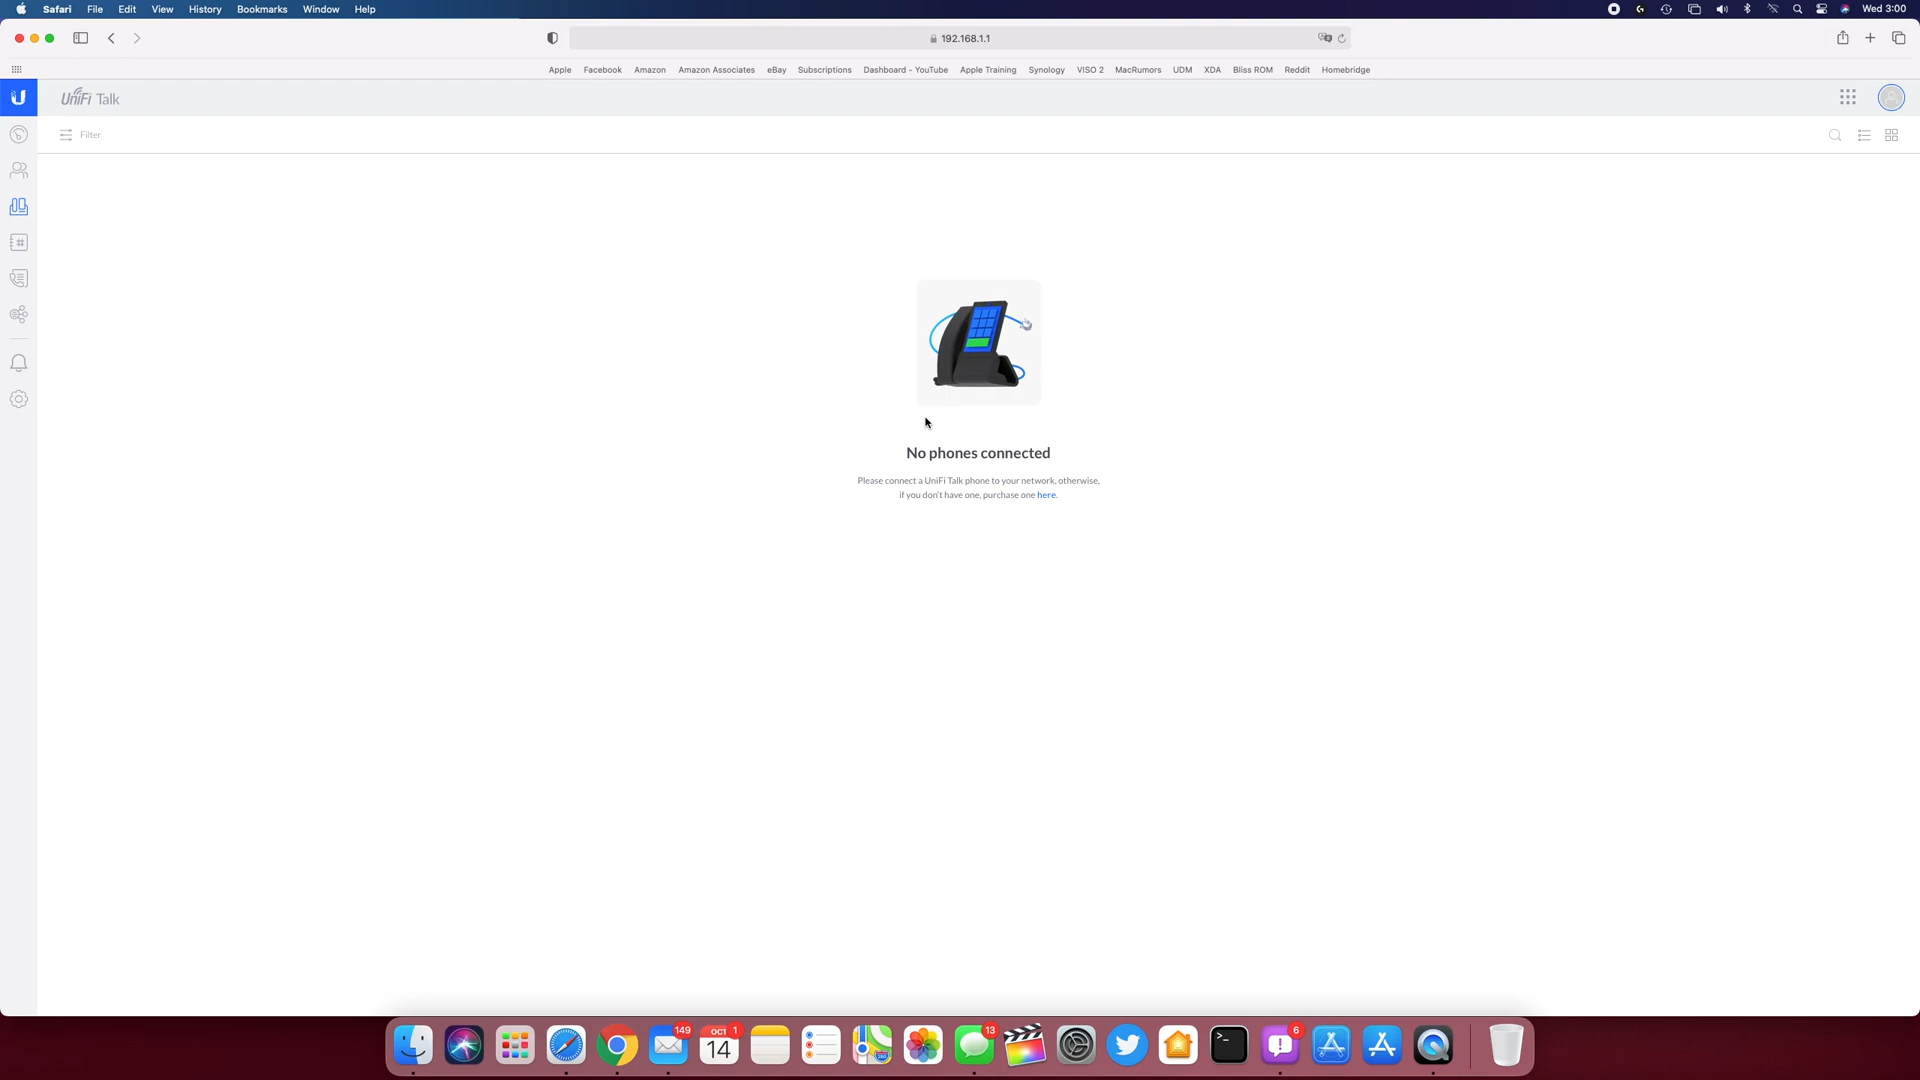 Safari File Edit View History Bookmarks Window Help Wed 3:00
192.168.1.1
Apple Facebook Amazon Amazon Associates eBay Subscriptions Dashboard - YouTube Apple Training Synology VISO 2 MacRumors UDM XDA Bliss ROM Reddit Homebridge
U UniFi Talk
Filter
No phones connected
Please connect a UniFi Talk phone to your network, otherwise,
if you don't have one, purchase one here.
149 OCT 1 13 6
14